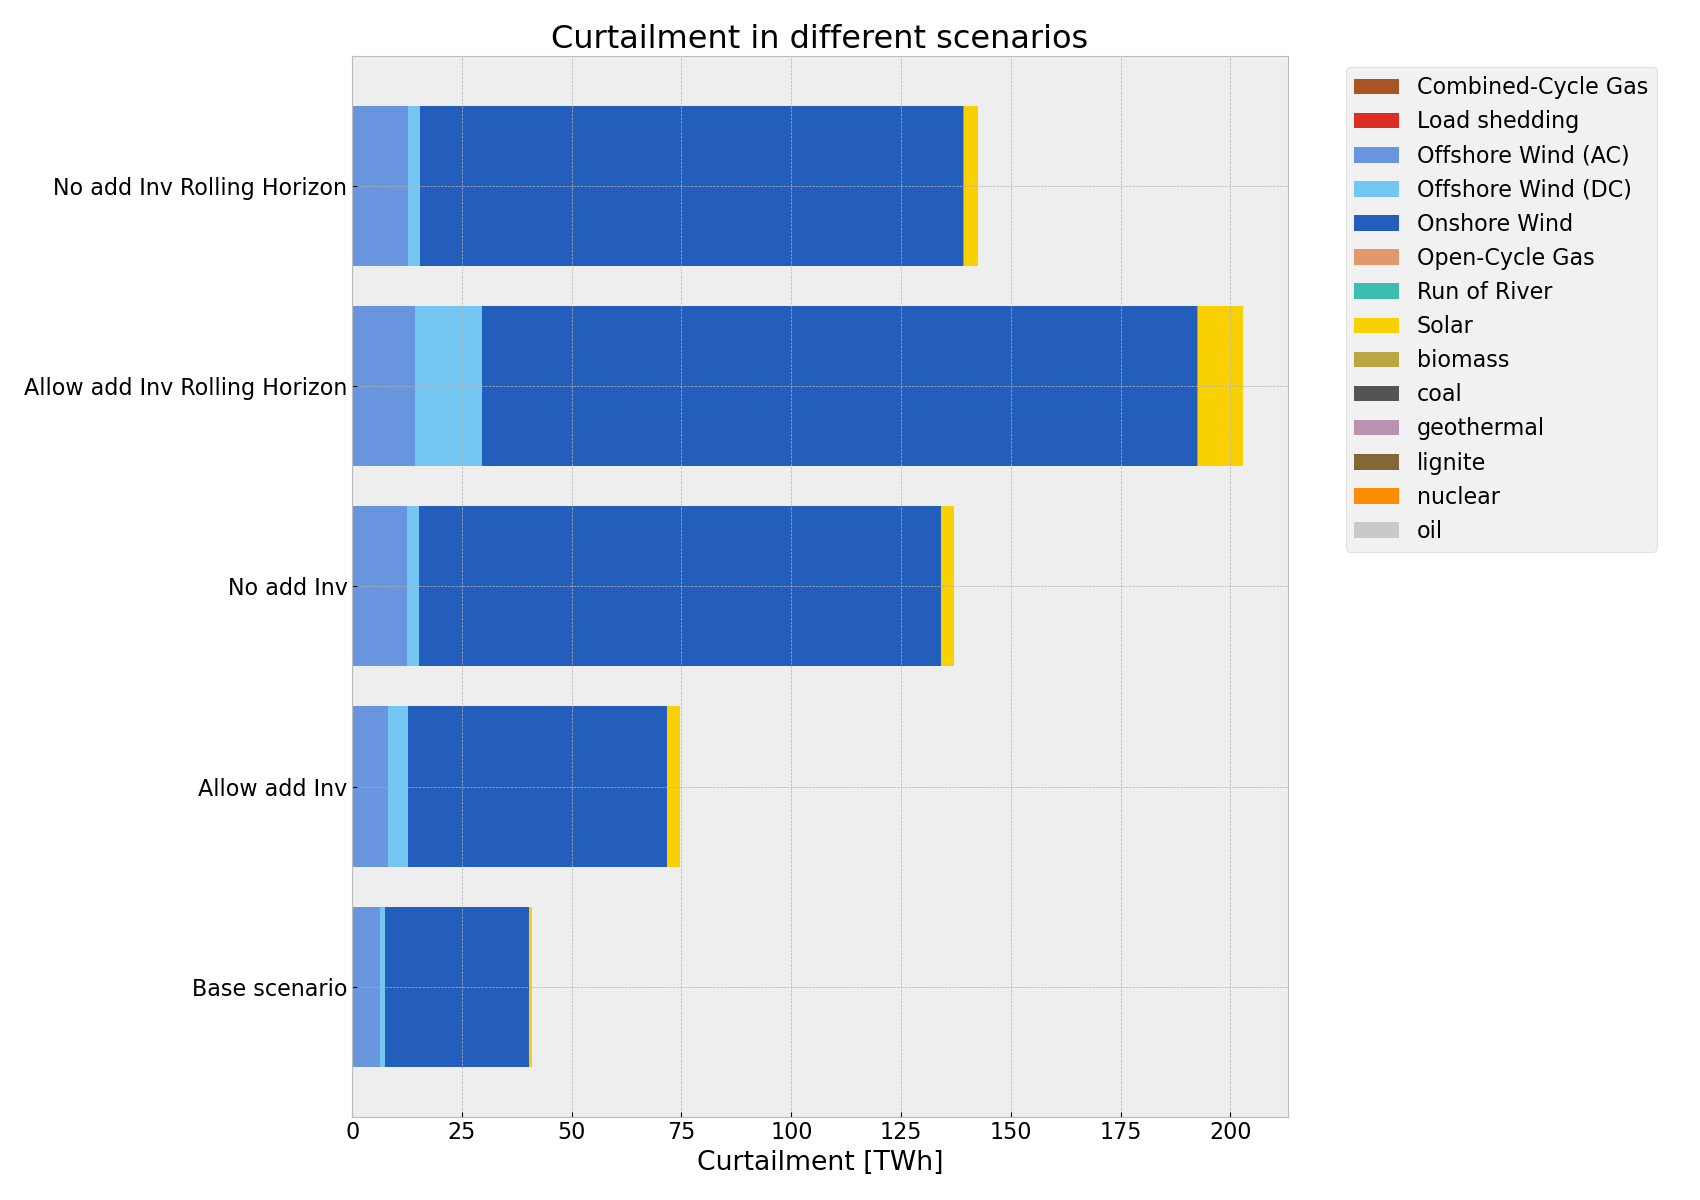 Curtailment in different scenarios
No add Inv Rolling Horizon
Allow add Inv Rolling Horizon
No add Inv
Allow add Inv
Base scenario
0 25 50 75 100 125 150 175 200
Curtailment [TWh]
Combined-Cycle Gas
Load shedding
Offshore Wind (AC)
Offshore Wind (DC)
Onshore Wind
Open-Cycle Gas
Run of River
Solar
biomass
coal
geothermal
lignite
nuclear
oil